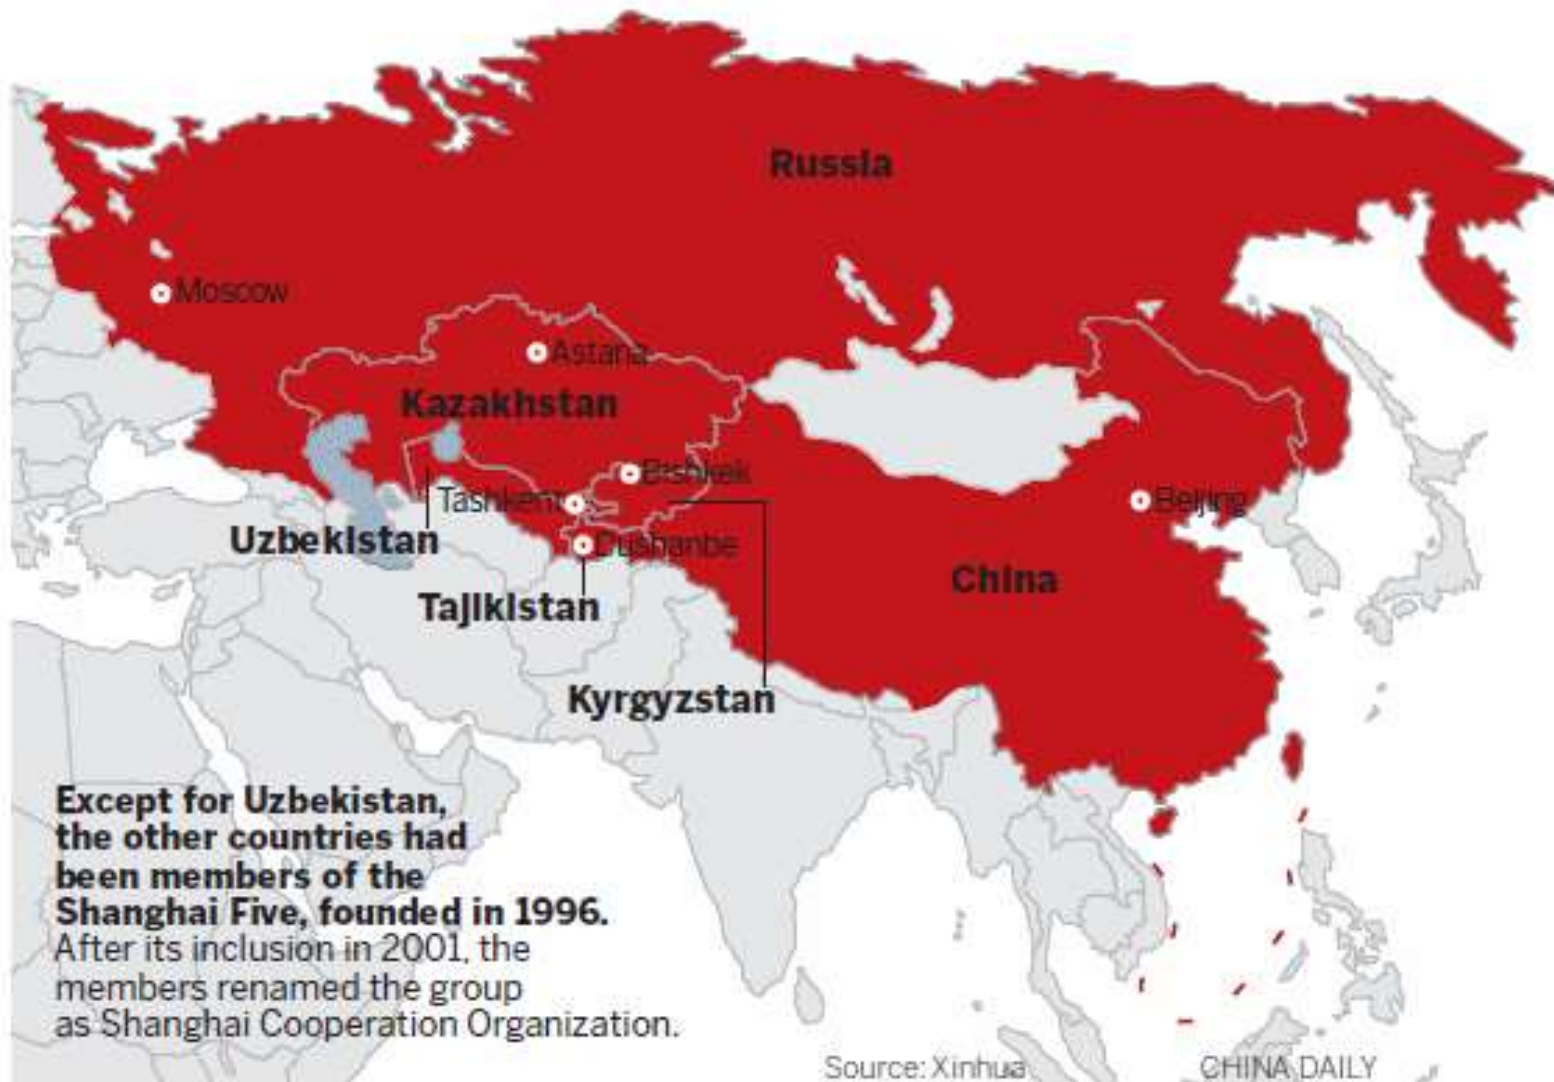 Russia
Moscow
Astana
Kazakhstan
Bishkek
Tashkent
Beijing
Uzbekistan
Dushanbe
China
Tajikistan
Kyrgyzstan
Except for Uzbekistan,
the other countries had
been members of the
Shanghai Five, founded in 1996.
After its inclusion in 2001, the
members renamed the group
as Shanghai Cooperation Organization.
Source: Xinhua
CHINA DAILY